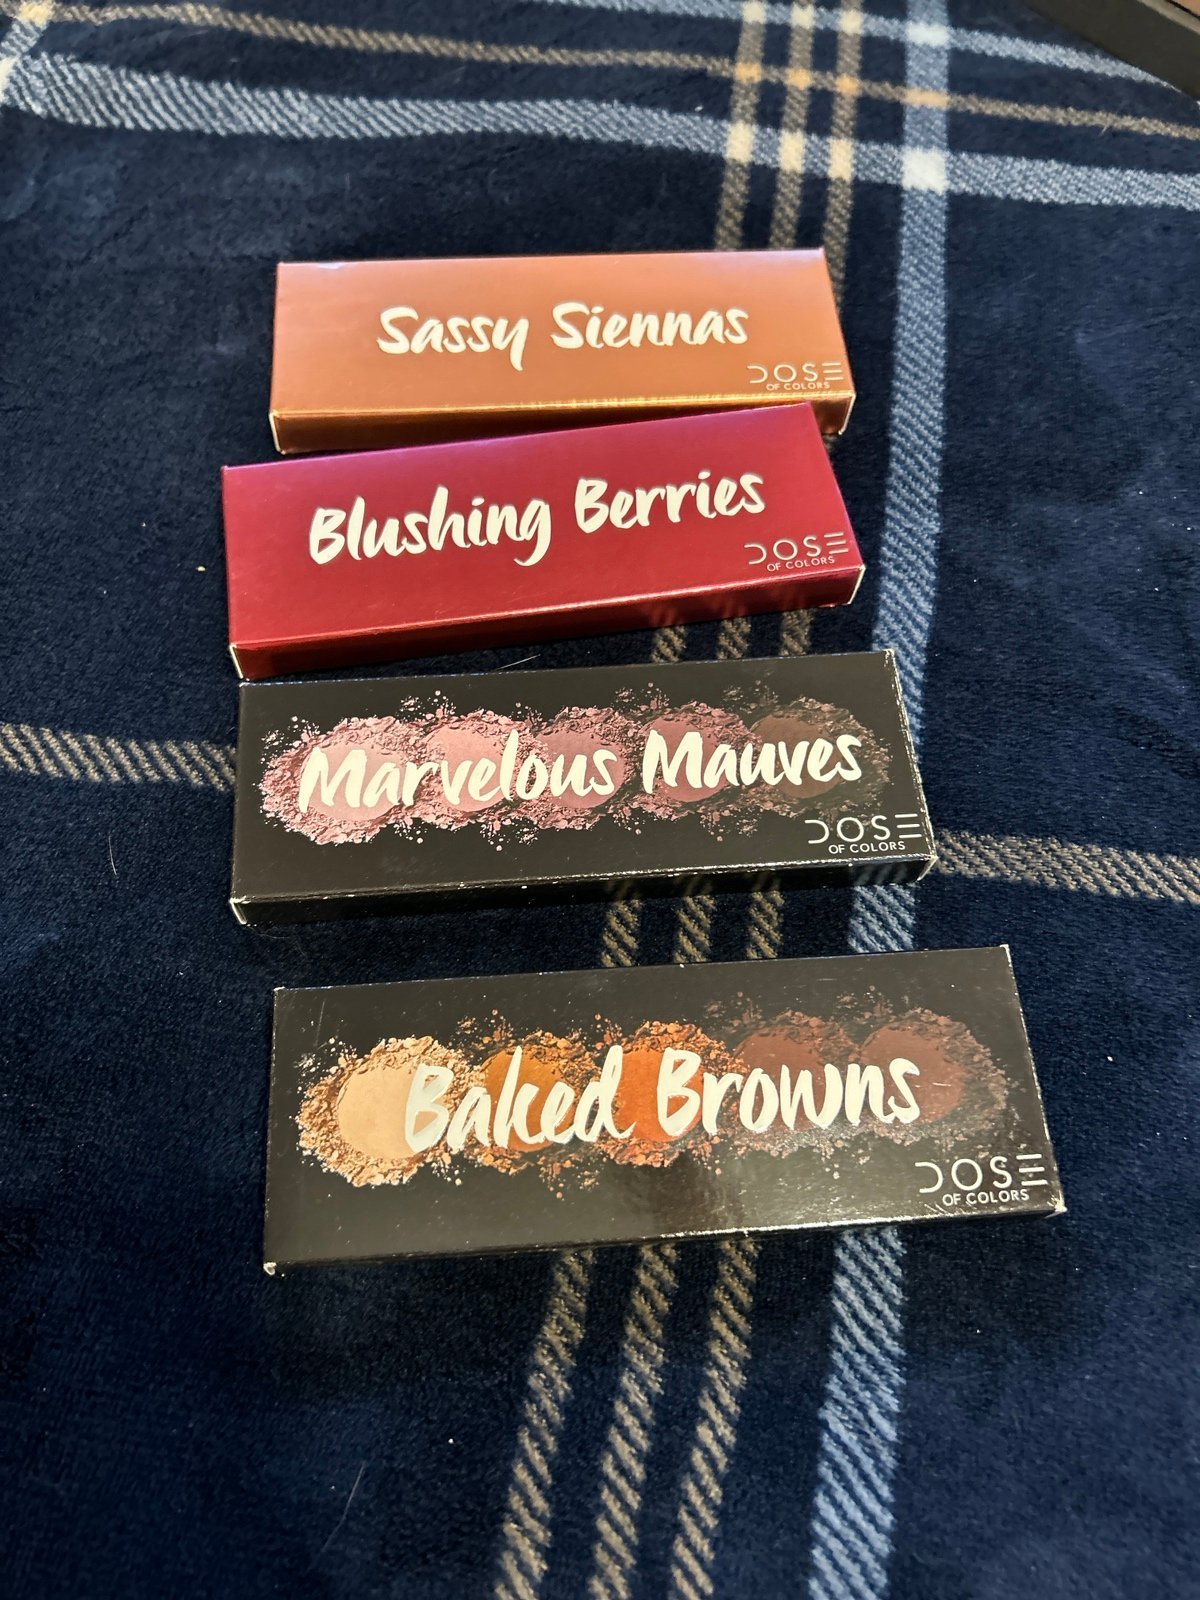 Sassy Siennas
DOSE
OF COLORS
Blushing Berries
DOSE
OF COLORS
Marvelous Mauves
DOSE
OF COLORS
Baked Browns
DOSE
OF COLORS